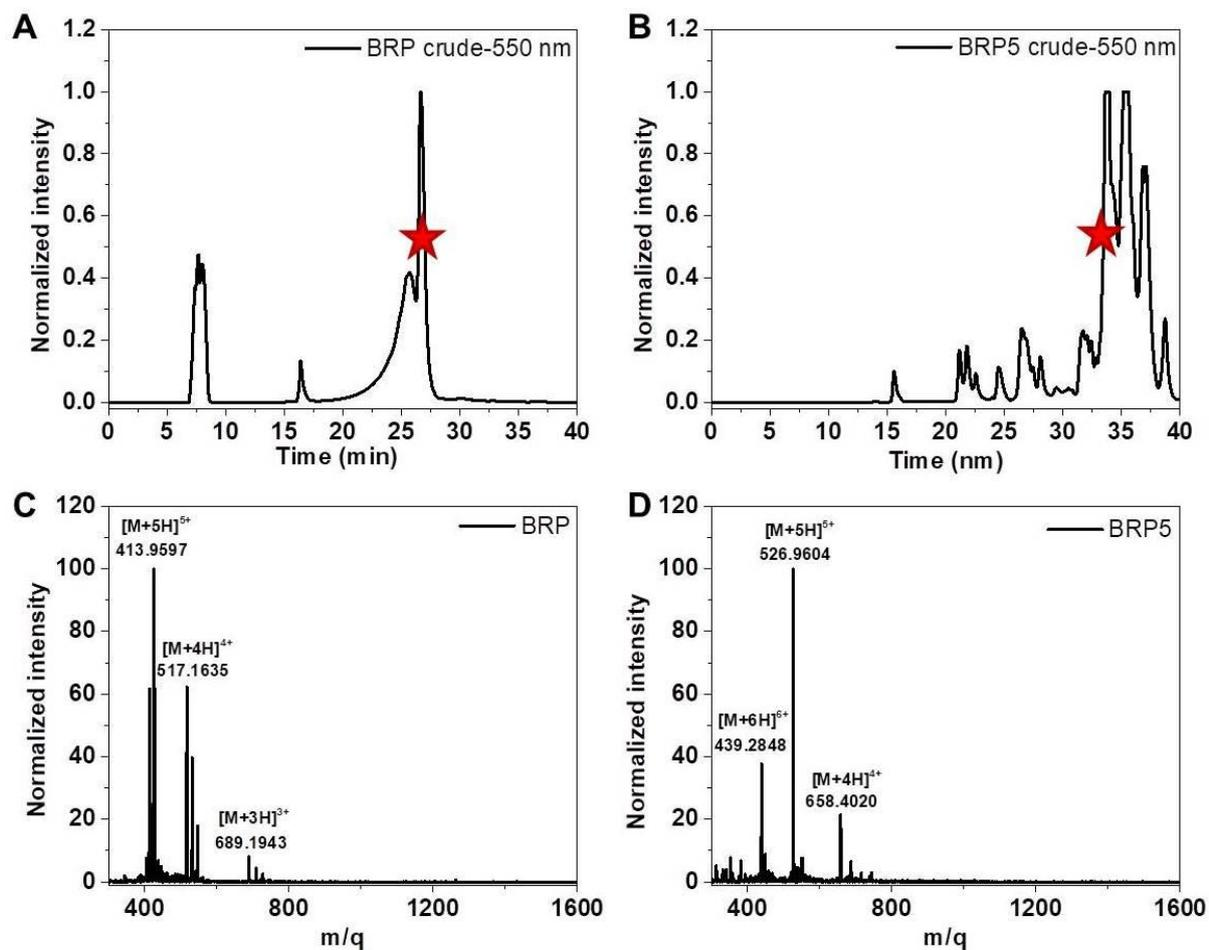 A
BRP crude-550 nm
Normalized intensity
1.2
1.0
0.8
0.6
0.4
0.2
0.0
0 5 10 15 20 25 30 35 40
Time (min)
B
BRP5 crude-550 nm
Normalized intensity
1.2
1.0
0.8
0.6
0.4
0.2
0.0
0 5 10 15 20 25 30 35 40
Time (nm)
C
BRP
Normalized intensity
120
100
80
60
40
20
0
[M+5H]⁵⁺
413.9597
[M+4H]⁴⁺
517.1635
[M+3H]³⁺
689.1943
400 800 1200 1600
m/q
D
BRP5
Normalized intensity
120
100
80
60
40
20
0
[M+5H]⁵⁺
526.9604
[M+6H]⁶⁺
439.2848
[M+4H]⁴⁺
658.4020
400 800 1200 1600
m/q